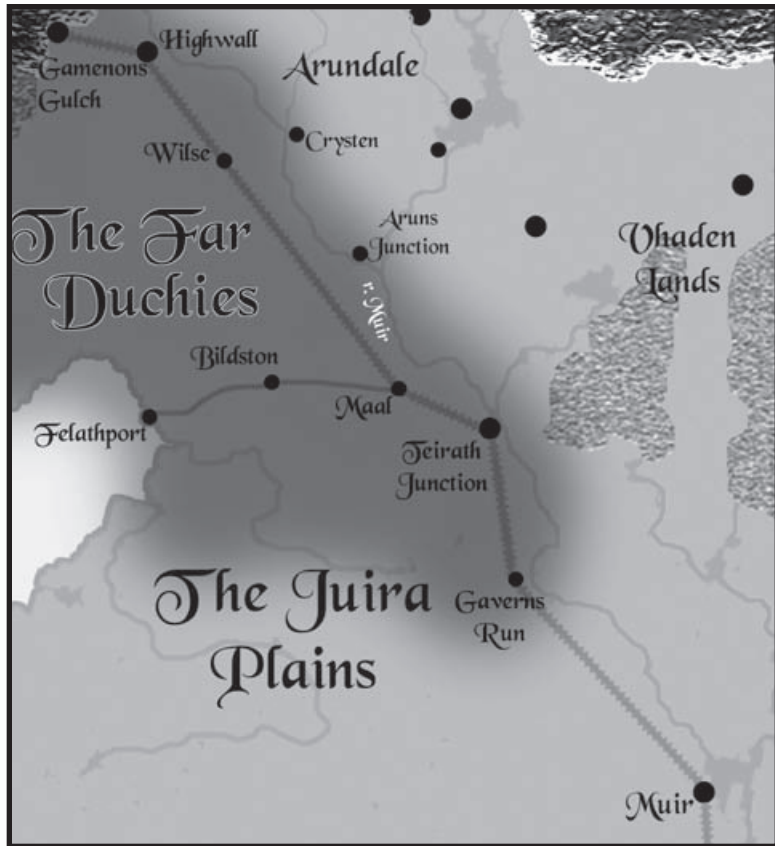 Highwall
Gamenons
Gulch
Arundale
Crysten
Wilse
Aruns
Junction
The Far
Duchies
Vhaden
Lands
r. Muir
Bildston
Maal
Felathport
Teirath
Junction
The Juira
Plains
Gaverns
Run
Muir